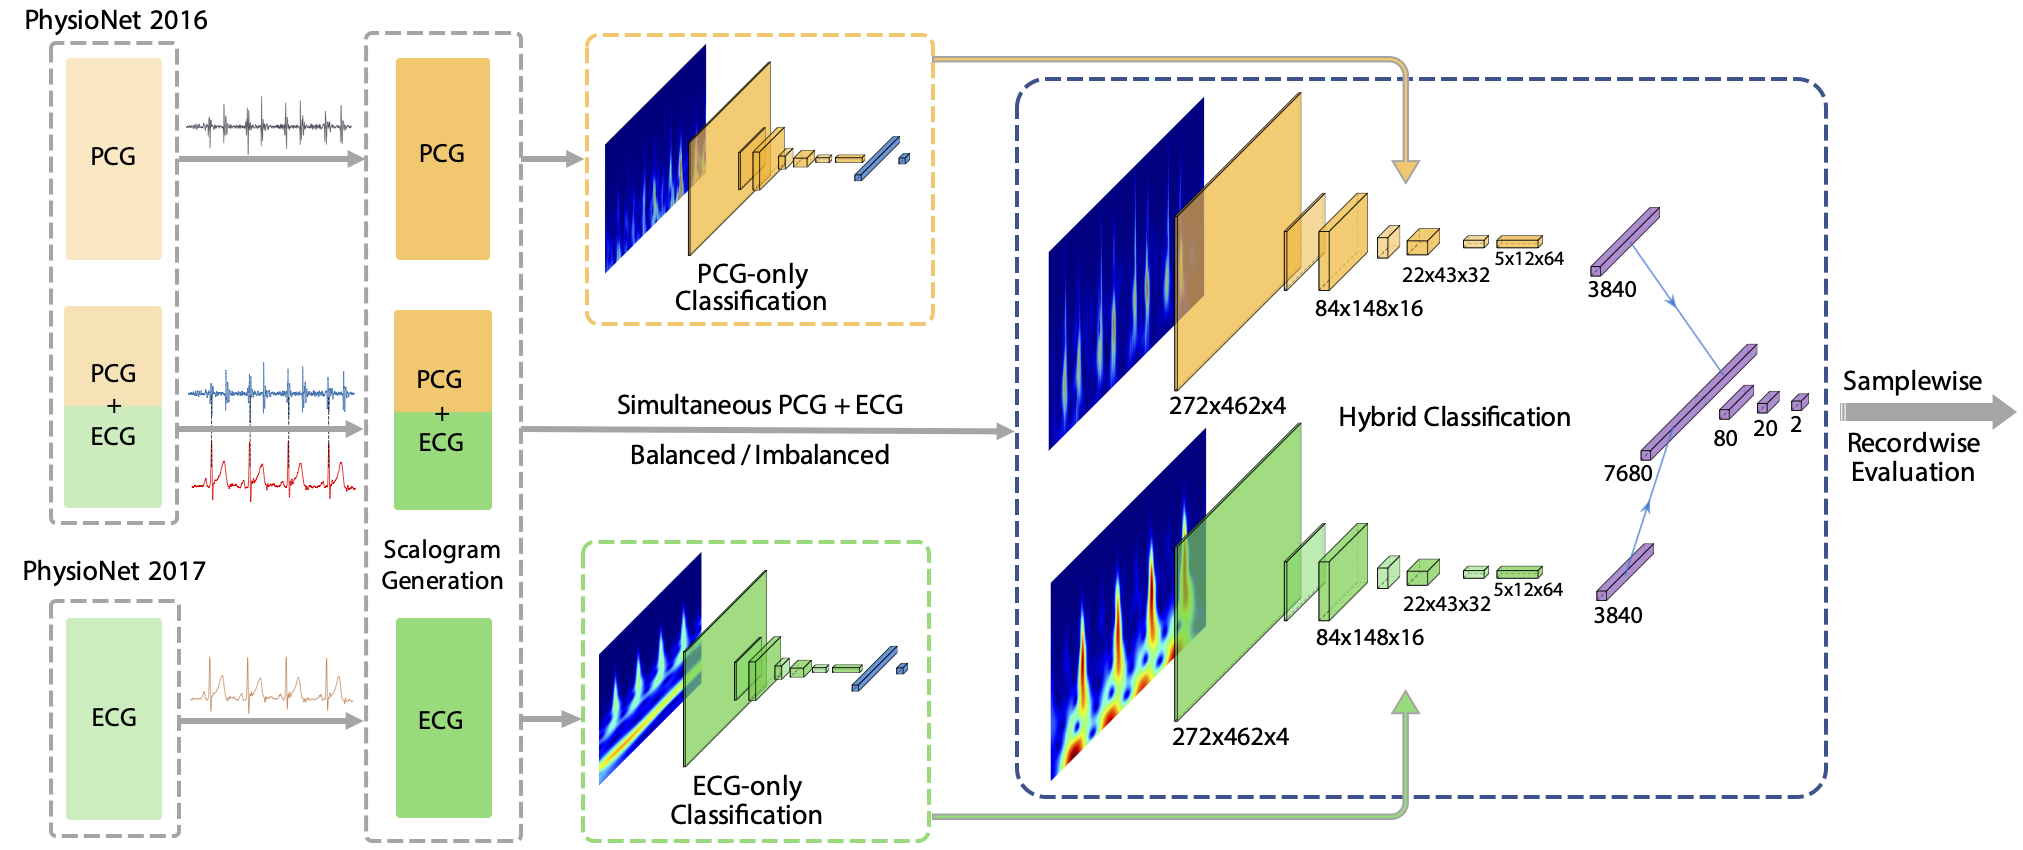 PhysioNet 2016
PCG
PCG
PCG-only
Classification
PCG
+
ECG
PCG
+
ECG
Simultaneous PCG + ECG
Balanced / Imbalanced
Scalogram
Generation
PhysioNet 2017
ECG
ECG
ECG-only
Classification
272x462x4
84x148x16
22x43x32
5x12x64
3840
Hybrid Classification
7680
80
20
2
272x462x4
84x148x16
22x43x32
5x12x64
3840
Samplewise
Recordwise
Evaluation